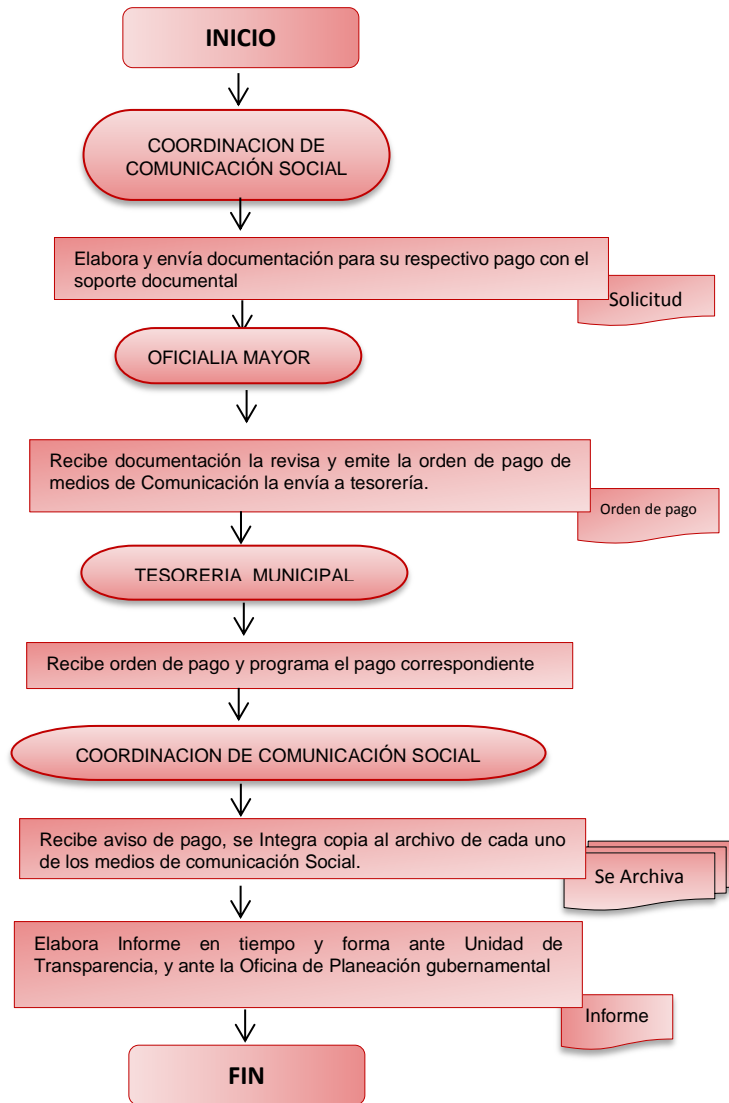 INICIO
COORDINACION DE
COMUNICACIÓN SOCIAL
Elabora y envía documentación para su respectivo pago con el
soporte documental
Solicitud
OFICIALIA MAYOR
Recibe documentación la revisa y emite la orden de pago de
medios de Comunicación la envía a tesorería.
Orden de pago
TESORERIA MUNICIPAL
Recibe orden de pago y programa el pago correspondiente
COORDINACION DE COMUNICACIÓN SOCIAL
Recibe aviso de pago, se Integra copia al archivo de cada uno
de los medios de comunicación Social.
Se Archiva
Elabora Informe en tiempo y forma ante Unidad de
Transparencia, y ante la Oficina de Planeación gubernamental
Informe
FIN